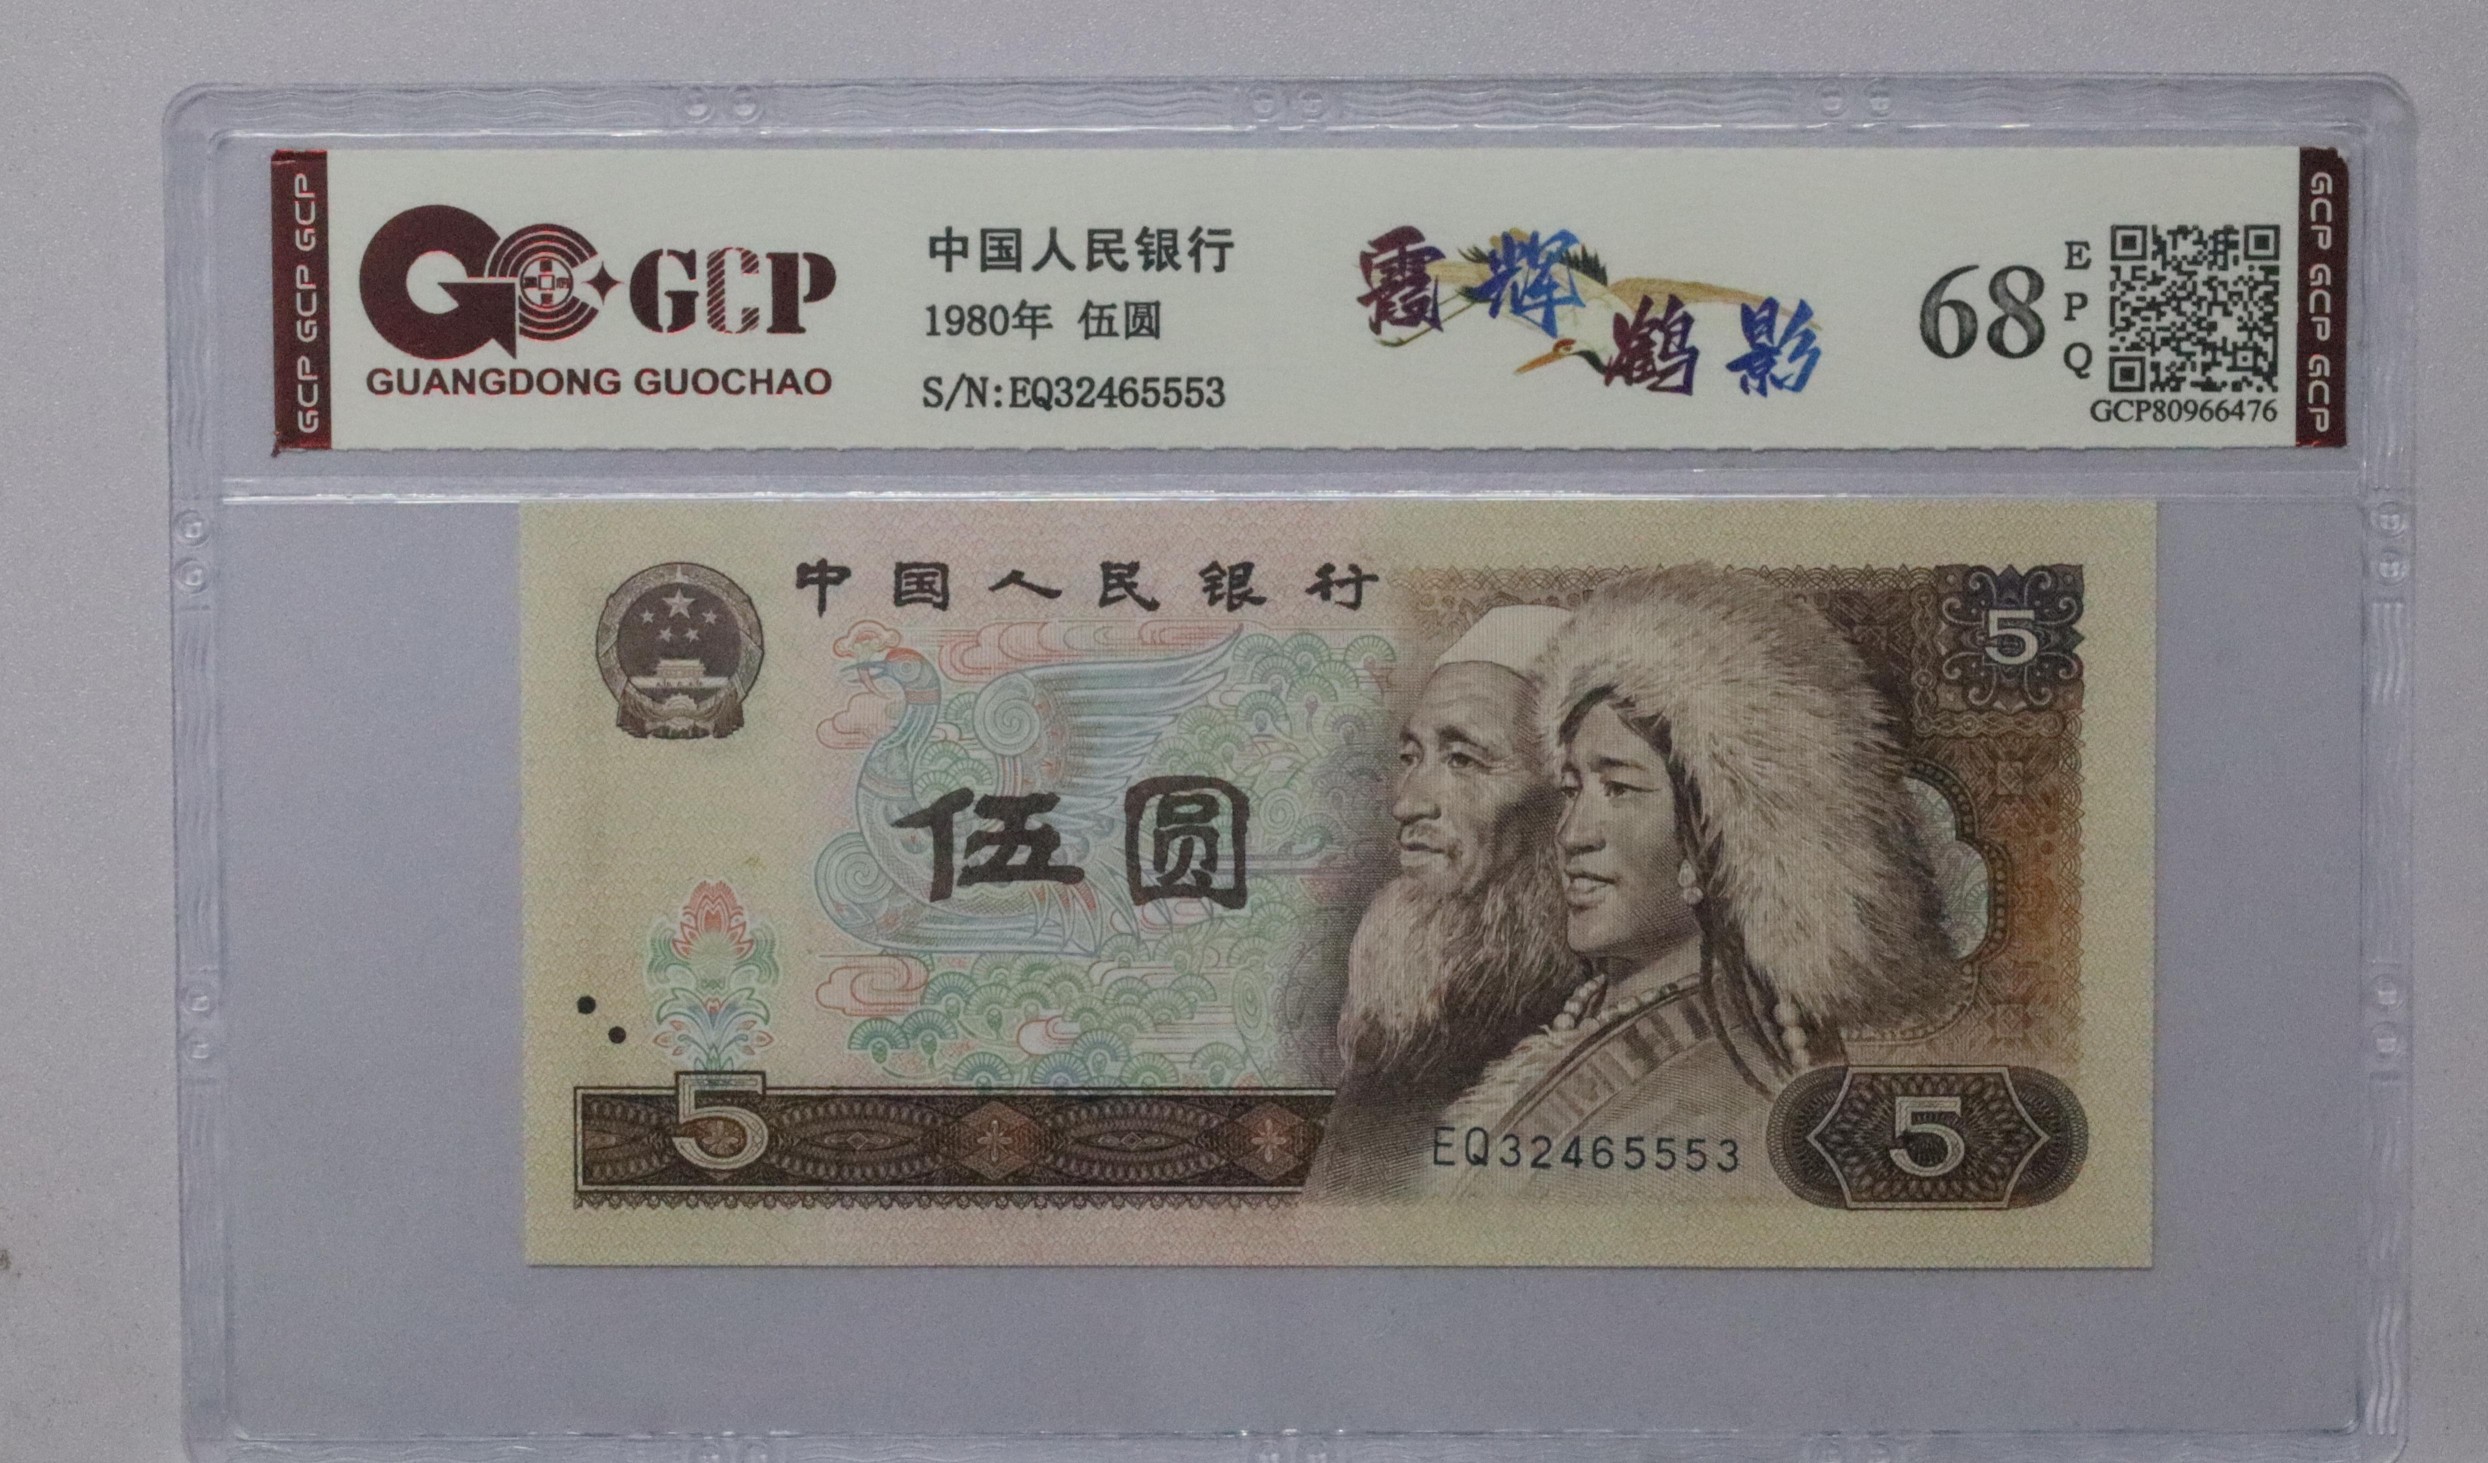 GCP GCP GCP
GCP
GUANGDONG GUOCHAO
中国人民银行
1980年 伍圆
S/N:EQ32465553
霞辉
鹤影
68
E
P
Q
GCP80966476
GCP GCP GCP
中国人民银行
5
伍圆
5
EQ32465553
5